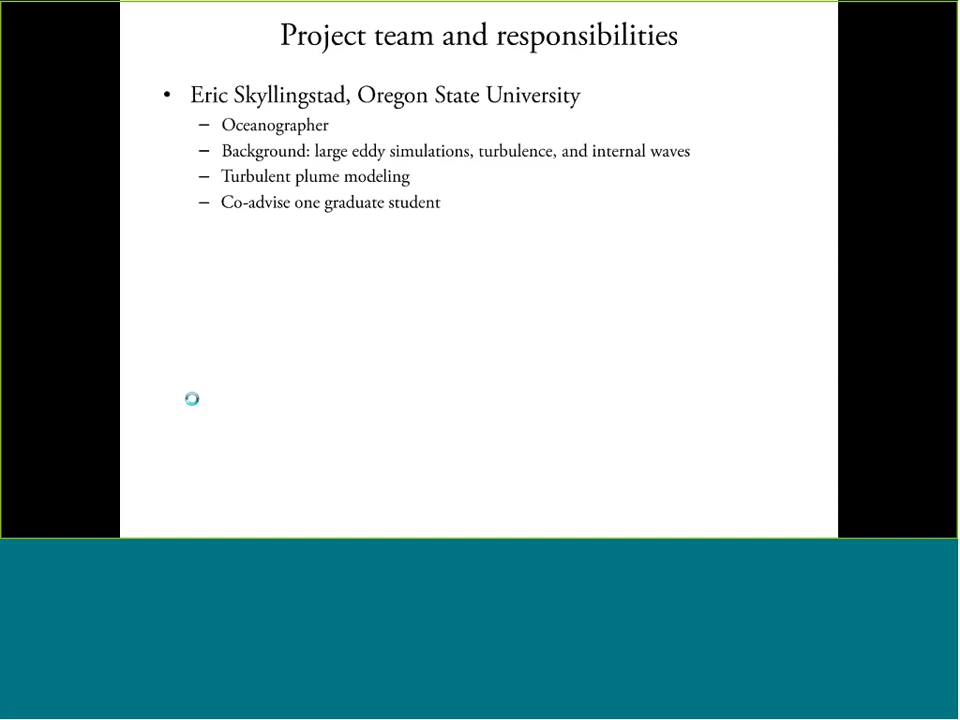 Project team and responsibilities
• Eric Skyllingstad, Oregon State University
– Oceanographer
– Background: large eddy simulations, turbulence, and internal waves
– Turbulent plume modeling
– Co-advise one graduate student